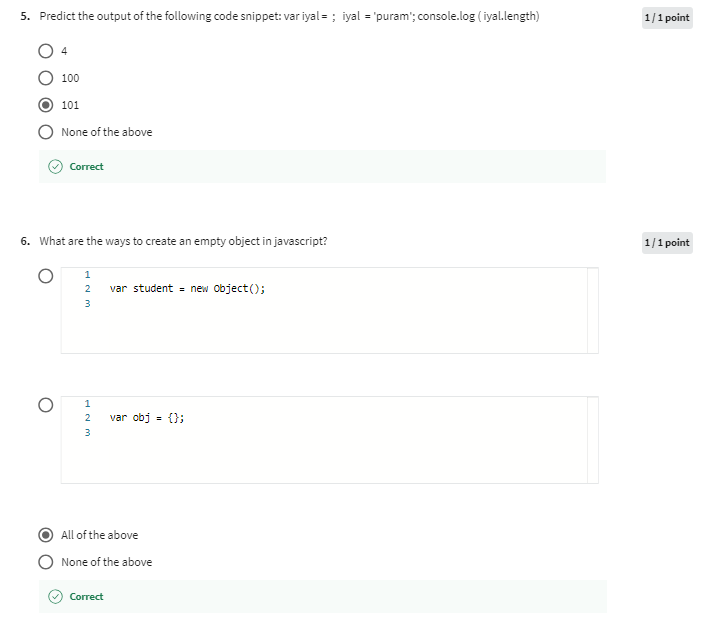 5. Predict the output of the following code snippet: var iyal = ; iyal = 'puram'; console.log ( iyal.length) 1 / 1 point
4
100
101
None of the above
Correct
6. What are the ways to create an empty object in javascript? 1 / 1 point
1
2 var student = new Object();
3
1
2 var obj = {};
3
All of the above
None of the above
Correct